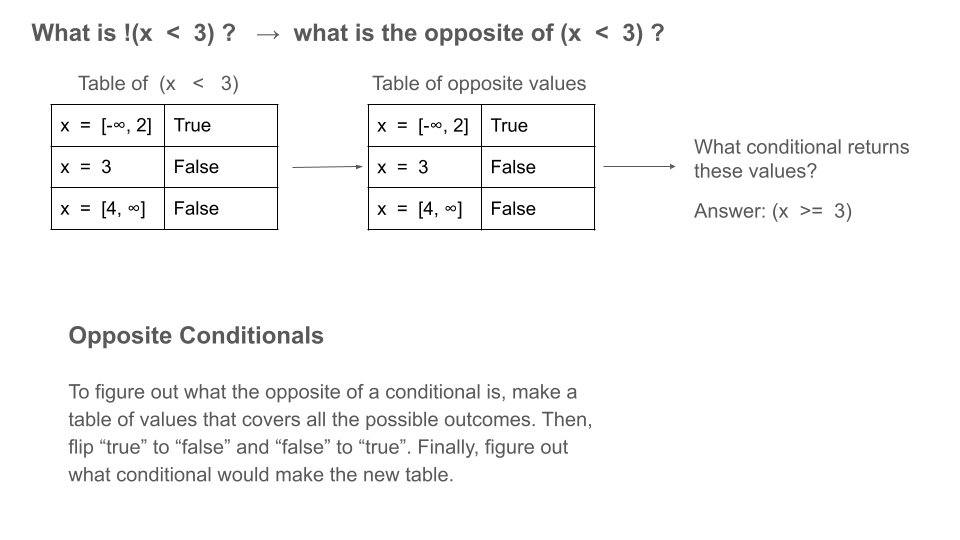 What is !(x < 3) ? → what is the opposite of (x < 3) ?
Table of (x < 3)
x = [-∞, 2] True
x = 3 False
x = [4, ∞] False
Table of opposite values
x = [-∞, 2] True
x = 3 False
x = [4, ∞] False
What conditional returns
these values?
Answer: (x >= 3)
Opposite Conditionals
To figure out what the opposite of a conditional is, make a
table of values that covers all the possible outcomes. Then,
flip “true” to “false” and “false” to “true”. Finally, figure out
what conditional would make the new table.